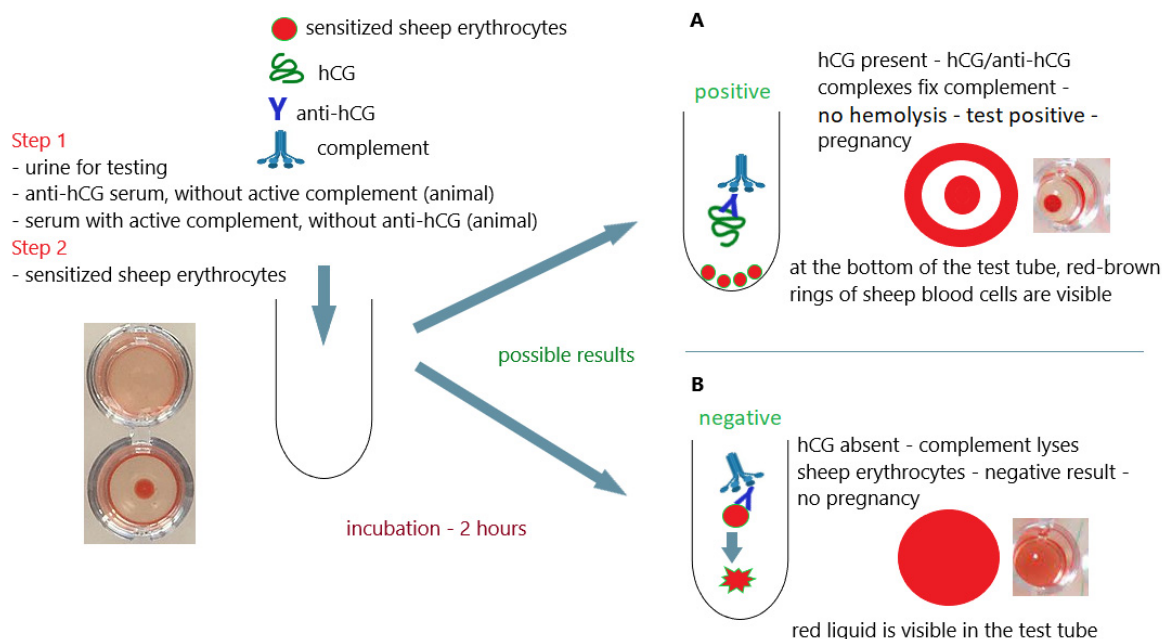 sensitized sheep erythrocytes
hCG
anti-hCG
complement
Step 1
- urine for testing
- anti-hCG serum, without active complement (animal)
- serum with active complement, without anti-hCG (animal)
Step 2
- sensitized sheep erythrocytes
possible results
incubation - 2 hours
A
positive
hCG present - hCG/anti-hCG
complexes fix complement -
no hemolysis - test positive -
pregnancy
at the bottom of the test tube, red-brown
rings of sheep blood cells are visible
B
negative
hCG absent - complement lyses
sheep erythrocytes - negative result -
no pregnancy
red liquid is visible in the test tube